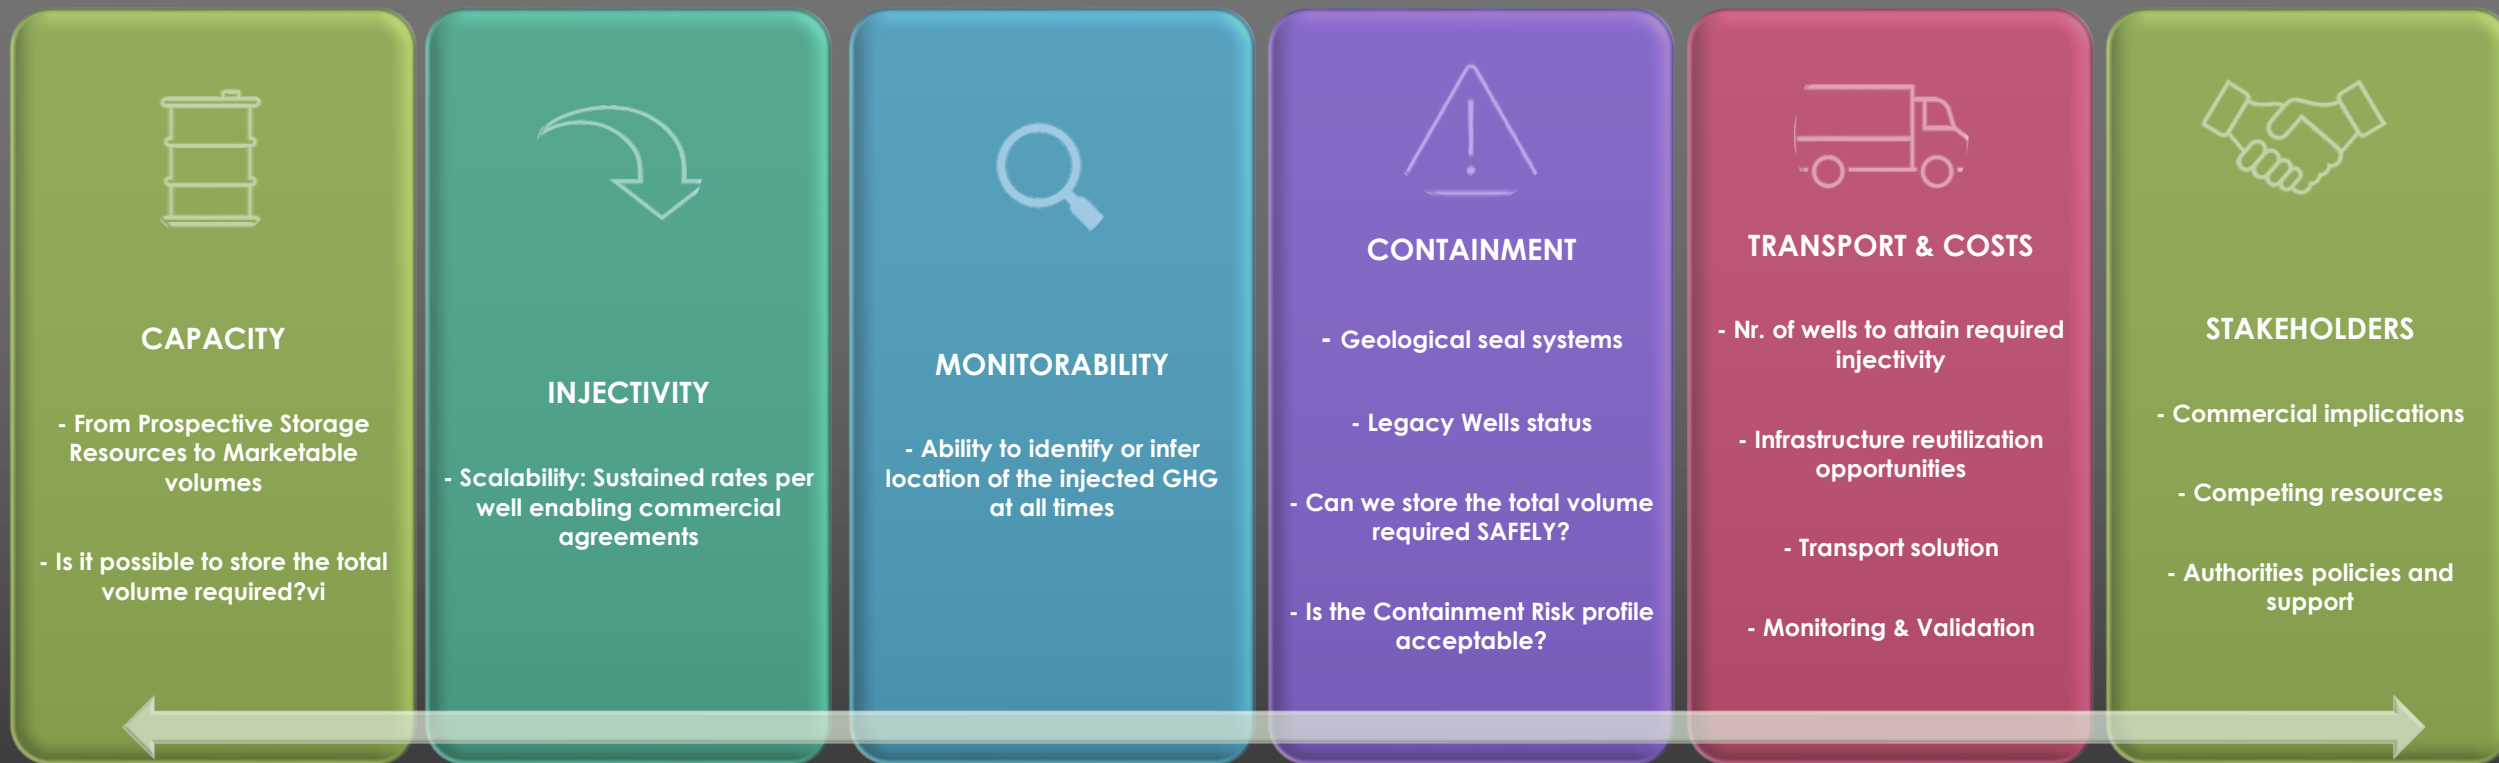 CAPACITY
- From Prospective Storage
Resources to Marketable
volumes
- Is it possible to store the total
volume required?vi
INJECTIVITY
- Scalability: Sustained rates per
well enabling commercial
agreements
MONITORABILITY
- Ability to identify or infer
location of the injected GHG
at all times
CONTAINMENT
- Geological seal systems
- Legacy Wells status
- Can we store the total volume
required SAFELY?
- Is the Containment Risk profile
acceptable?
TRANSPORT & COSTS
- Nr. of wells to attain required
injectivity
- Infrastructure reutilization
opportunities
- Transport solution
- Monitoring & Validation
STAKEHOLDERS
- Commercial implications
- Competing resources
- Authorities policies and
support